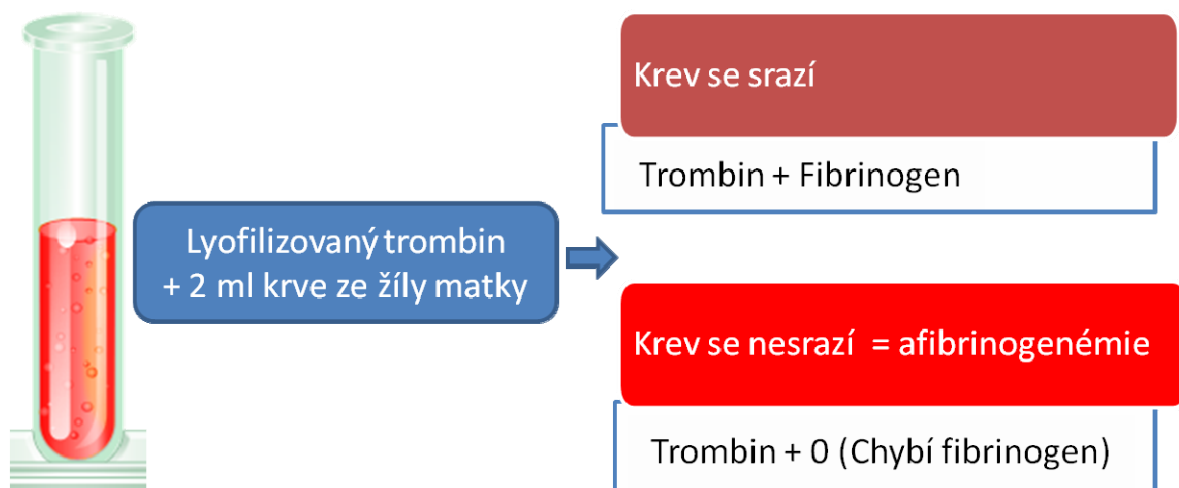 Krev se srazí
Trombin + Fibrinogen
Lyofilizovaný trombin
+ 2 ml krve ze žíly matky
Krev se nesrazí = afibrinogenémie
Trombin + 0 (Chybí fibrinogen)